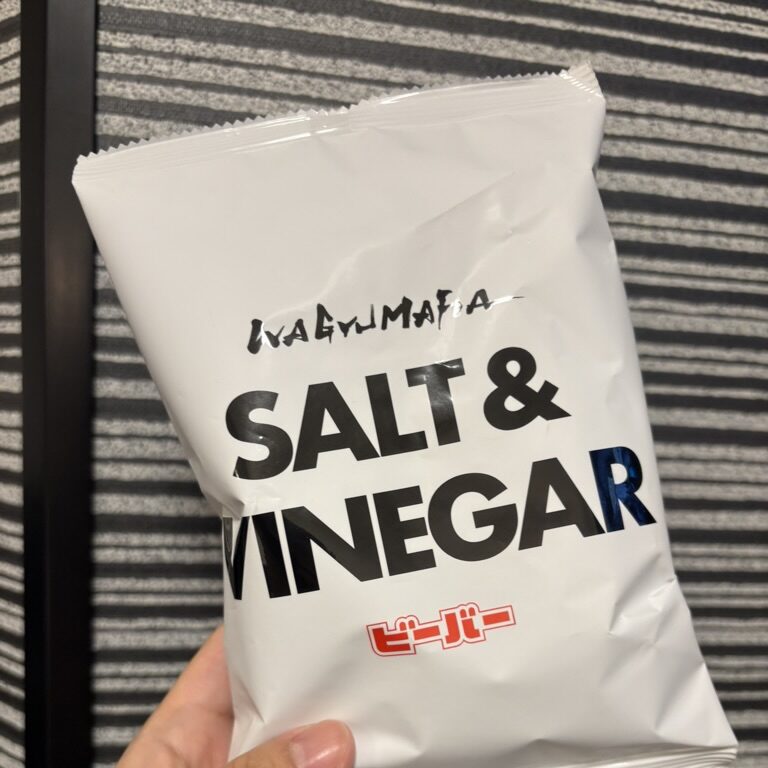 WAGYUMAFIA
SALT &
VINEGAR
ビーバー